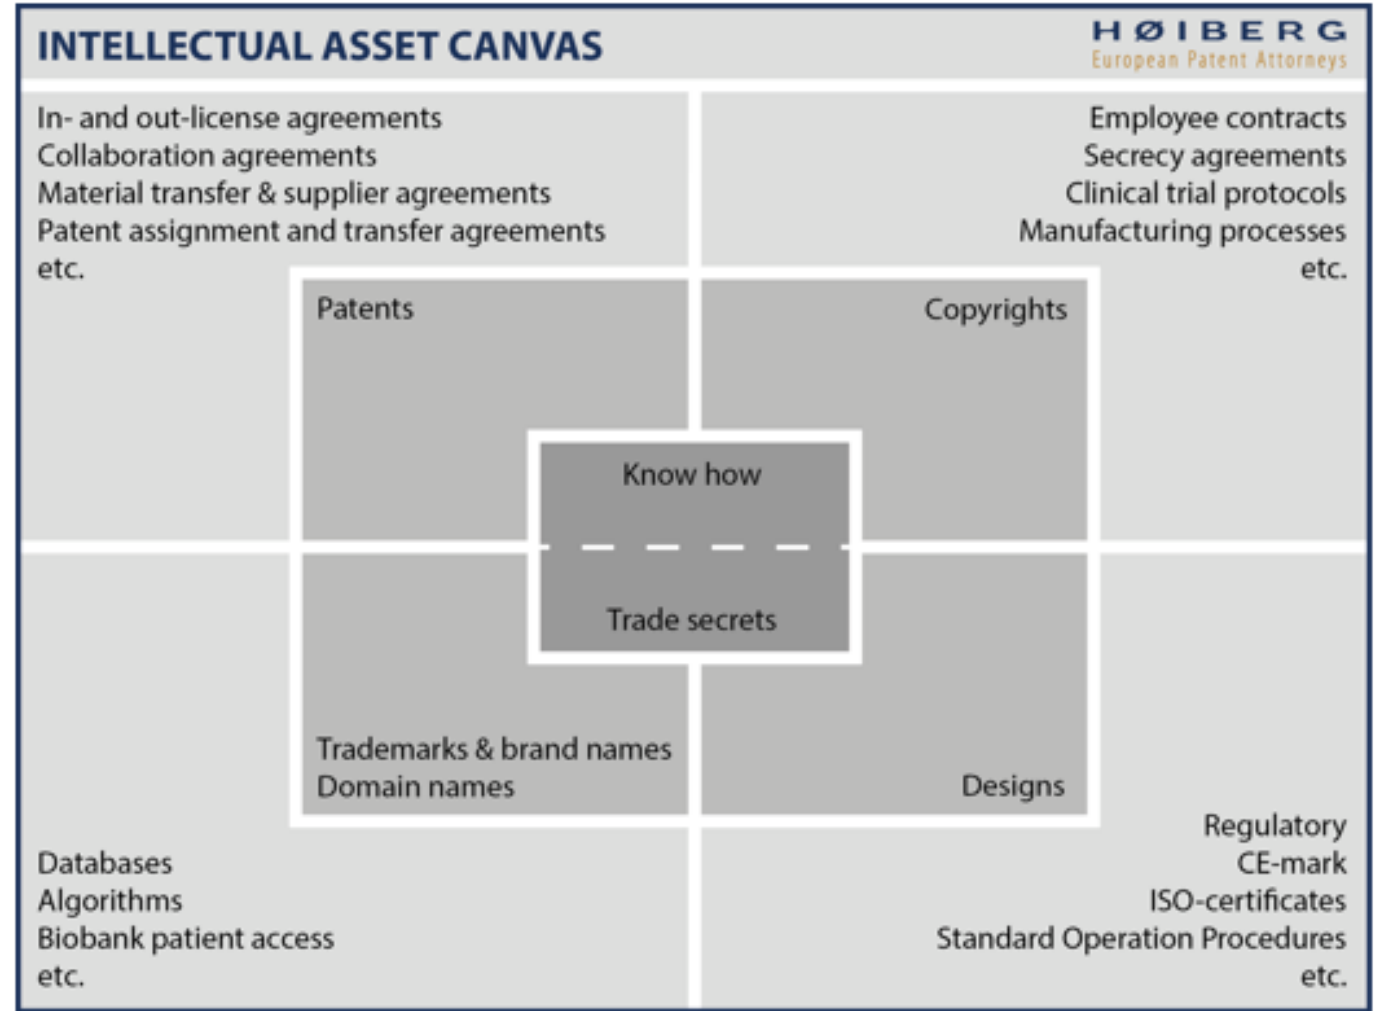 INTELLECTUAL ASSET CANVAS
HØIBERG
European Patent Attorneys
In- and out-license agreements
Collaboration agreements
Material transfer & supplier agreements
Patent assignment and transfer agreements
etc.
Employee contracts
Secrecy agreements
Clinical trial protocols
Manufacturing processes
etc.
Patents
Copyrights
Know how
Trade secrets
Trademarks & brand names
Domain names
Designs
Databases
Algorithms
Biobank patient access
etc.
Regulatory
CE-mark
ISO-certificates
Standard Operation Procedures
etc.